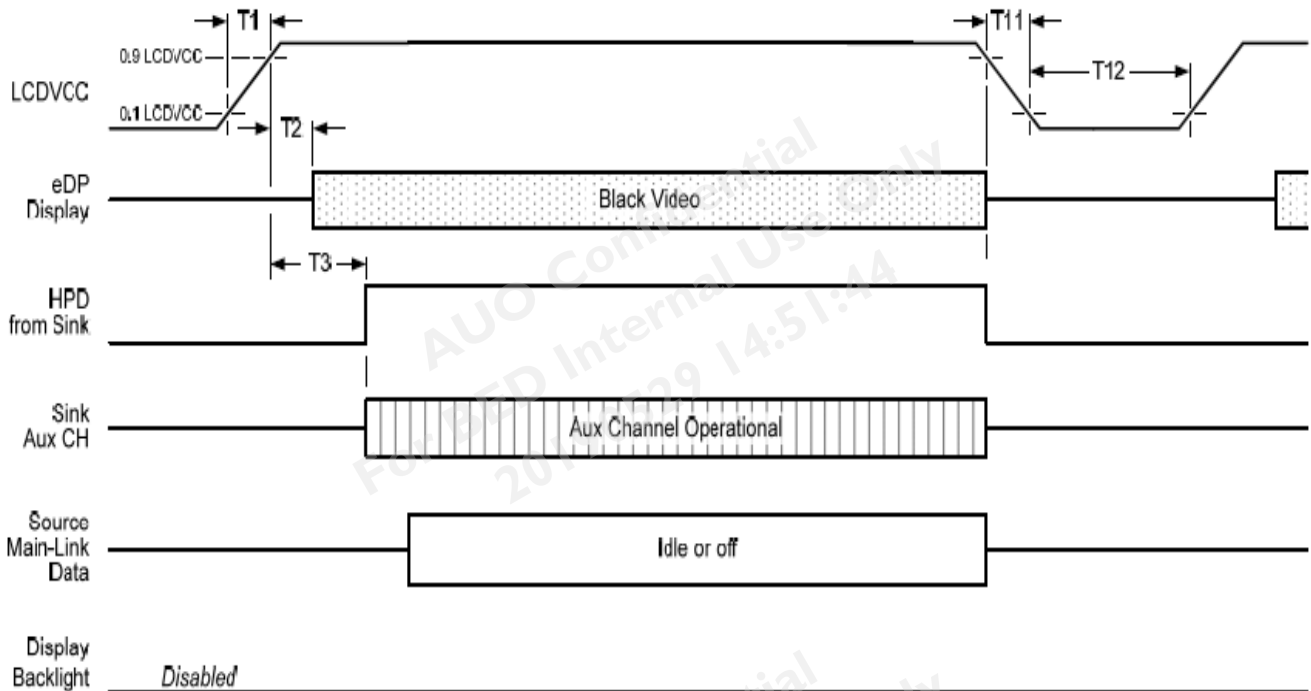 T1
T11
0.9 LCDVCC
LCDVCC
T12
0.1 LCDVCC
T2
eDP
Display
Black Video
T3
HPD
from Sink
AUO Confidential
For BED Internal Use Only
20190529 14:51:44
Sink
Aux CH
Aux Channel Operational
Source
Main-Link
Data
Idle or off
Display
Backlight
Disabled